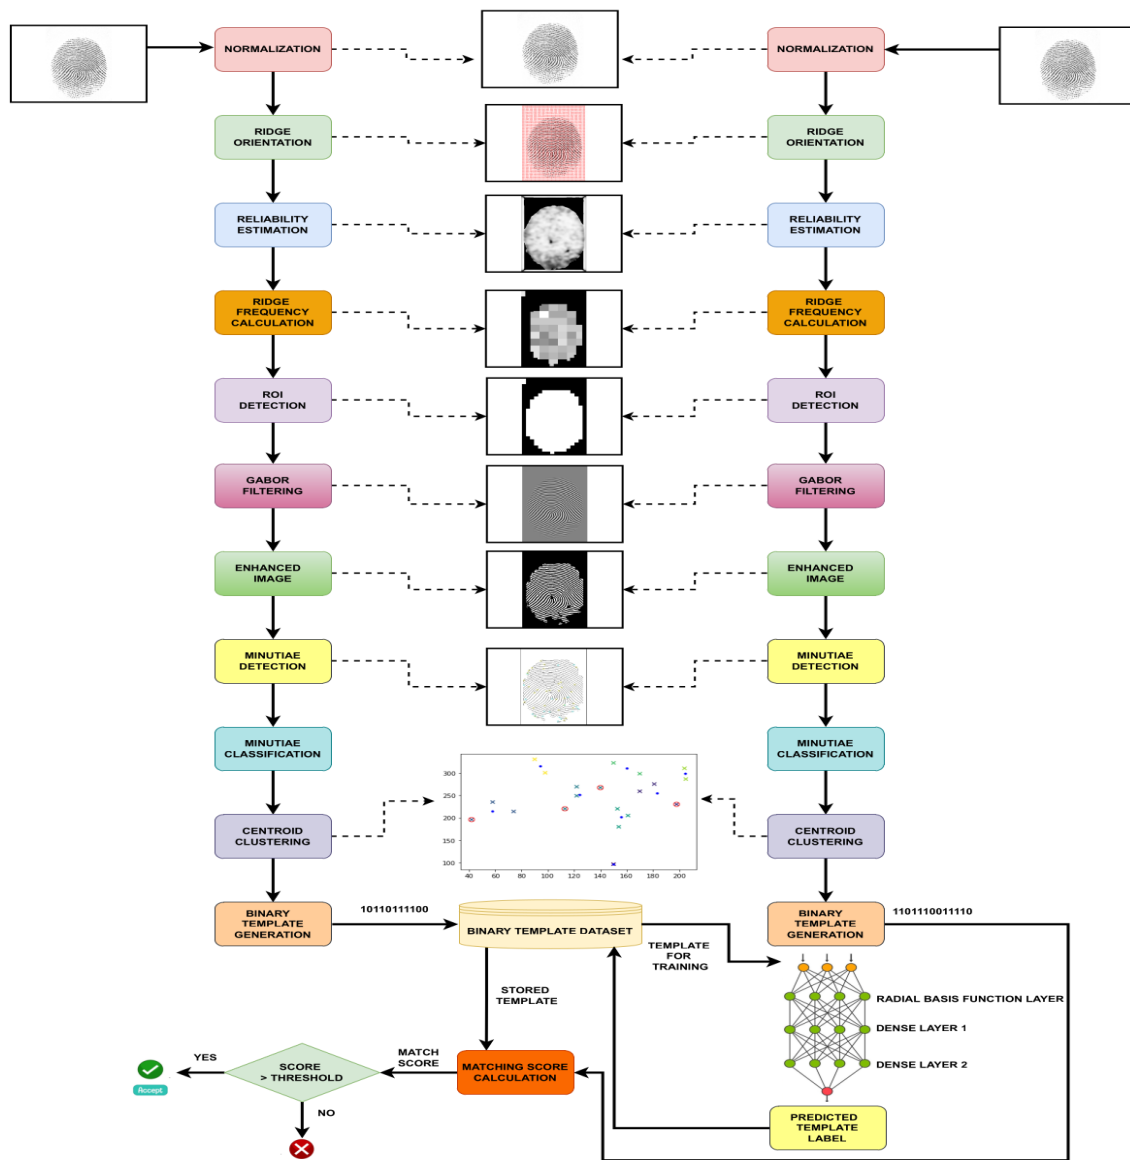 NORMALIZATION
NORMALIZATION
RIDGE
ORIENTATION
RIDGE
ORIENTATION
RELIABILITY
ESTIMATION
RELIABILITY
ESTIMATION
RIDGE
FREQUENCY
CALCULATION
RIDGE
FREQUENCY
CALCULATION
ROI
DETECTION
ROI
DETECTION
GABOR
FILTERING
GABOR
FILTERING
ENHANCED
IMAGE
ENHANCED
IMAGE
MINUTIAE
DETECTION
MINUTIAE
DETECTION
MINUTIAE
CLASSIFICATION
MINUTIAE
CLASSIFICATION
300
250
200
150
100
40 60 80 100 120 140 160 180 200
CENTROID
CLUSTERING
CENTROID
CLUSTERING
BINARY
TEMPLATE
GENERATION
10110111100
BINARY TEMPLATE DATASET
BINARY
TEMPLATE
GENERATION
1101110011110
TEMPLATE
FOR
TRAINING
STORED
TEMPLATE
RADIAL BASIS FUNCTION LAYER
DENSE LAYER 1
DENSE LAYER 2
YES
SCORE
> THRESHOLD
MATCH
SCORE
MATCHING SCORE
CALCULATION
Accept
NO
PREDICTED
TEMPLATE
LABEL